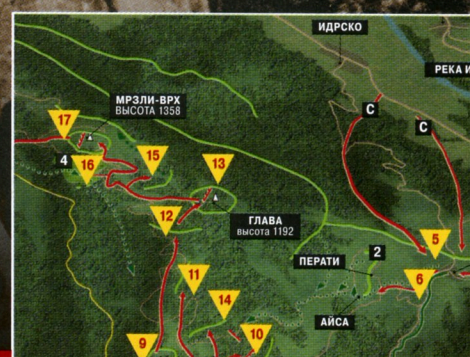 ИДРСКО
РЕКА И
С
С
МРЗЛИ-ВРХ
ВЫСОТА 1358
17
4
16
15
13
12
ГЛАВА
высота 1192
5
2
ПЕРАТИ
6
11
14
АЙСА
9
10